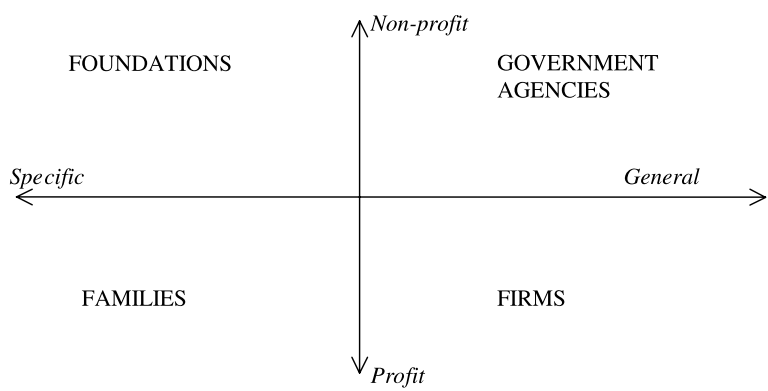 Non-profit
FOUNDATIONS
GOVERNMENT
AGENCIES
Specific
General
FAMILIES
FIRMS
Profit